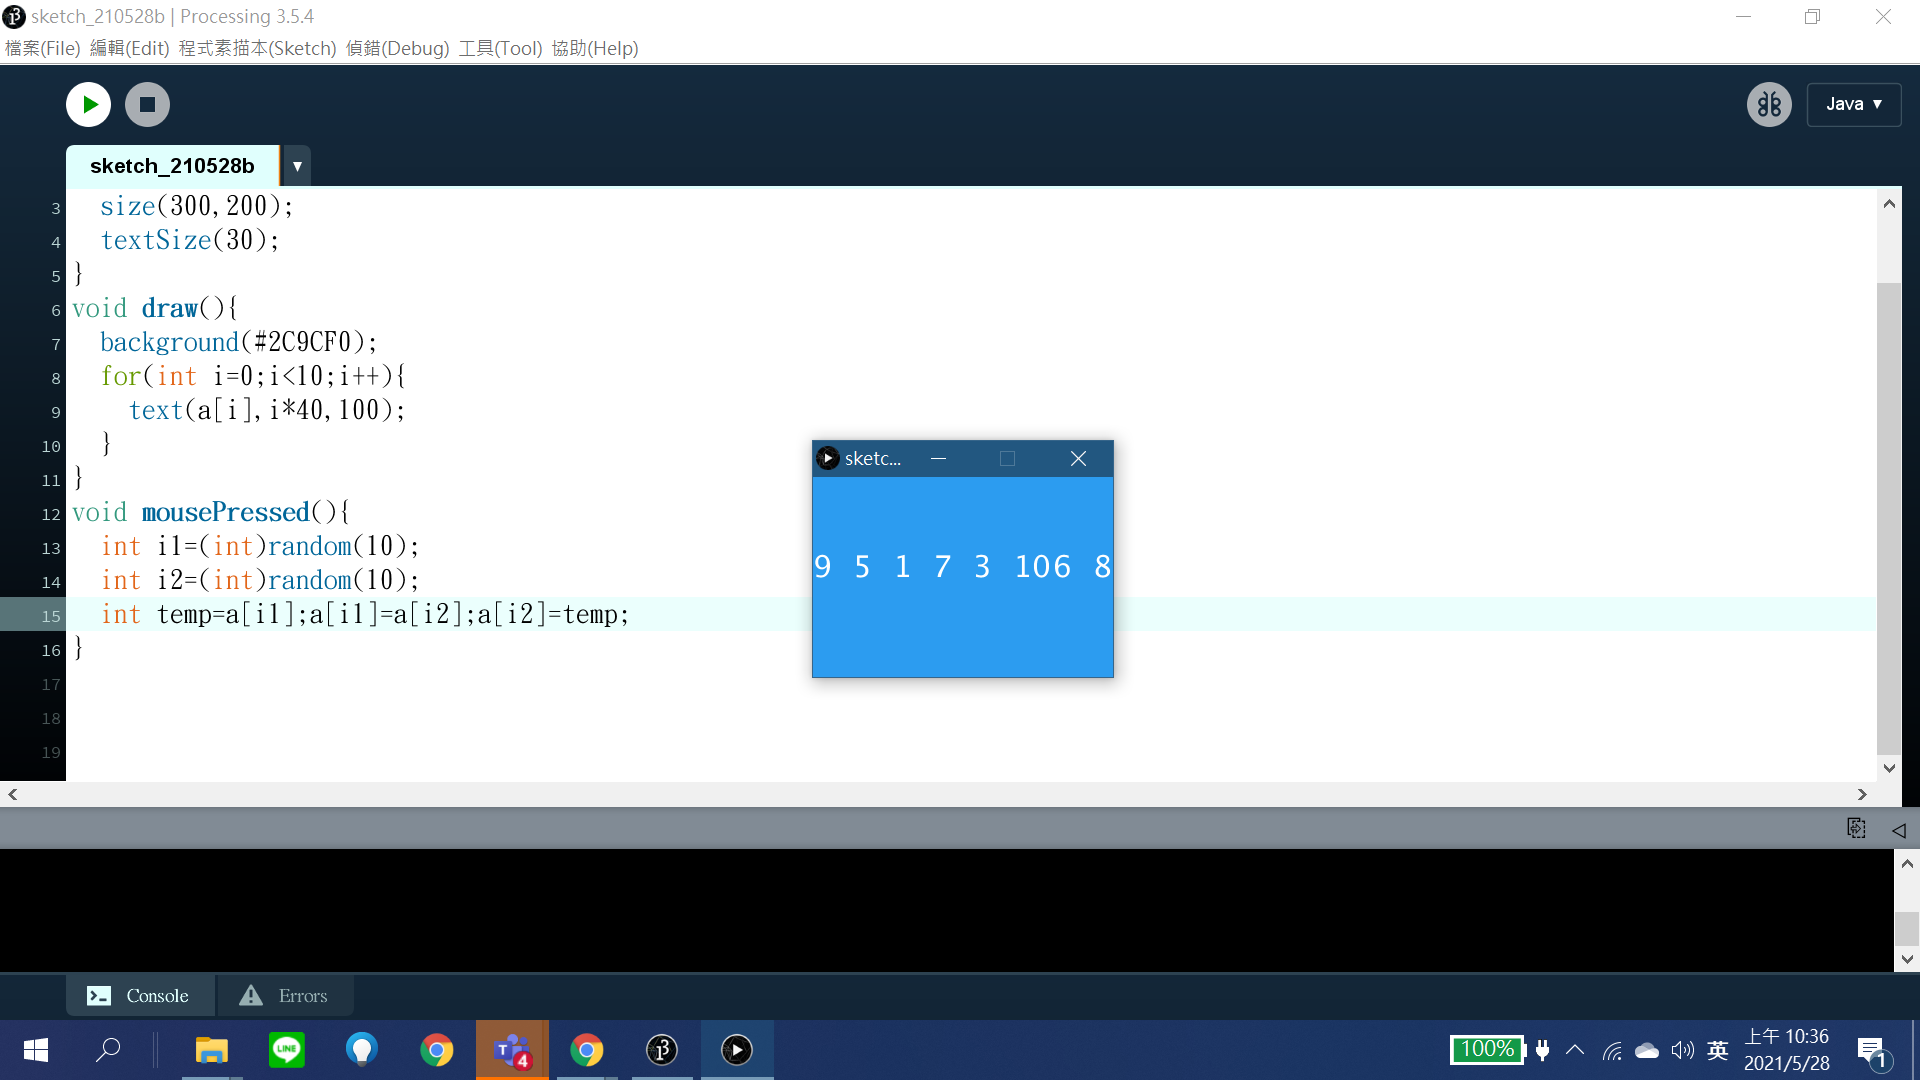 sketch_210528b | Processing 3.5.4
檔案(File) 編輯(Edit) 程式素描本(Sketch) 偵錯(Debug) 工具(Tool) 協助(Help)
Java ▼
sketch_210528b ▼
3 size(300,200);
4 textSize(30);
5 }
6 void draw(){
7 background(#2C9CF0);
8 for(int i=0;i<10;i++){
9 text(a[i],i*40,100);
10 }
11 }
12 void mousePressed(){
13 int i1=(int)random(10);
14 int i2=(int)random(10);
15 int temp=a[i1];a[i1]=a[i2];a[i2]=temp;
16 }
17
18
19
sketc...
9 5 1 7 3 106 8
Console
Errors
LINE
T
4
100%
英
上午 10:36
2021/5/28
1